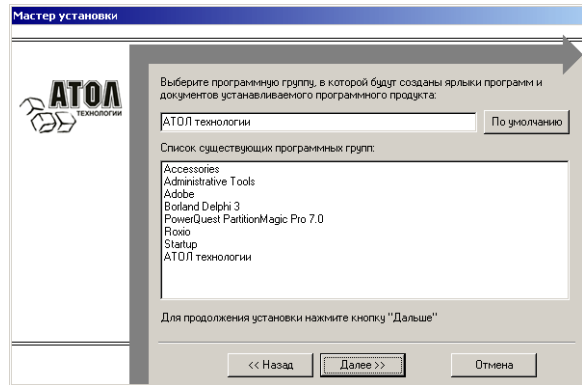 Мастер установки
АТОЛ
ТЕХНОЛОГИИ
Выберите программную группу, в которой будут созданы ярлыки программ и
документов устанавливаемого программного продукта:
АТОЛ технологии
По умолчанию
Список существующих программных групп:
Accessories
Administrative Tools
Adobe
Borland Delphi 3
PowerQuest PartitionMagic Pro 7.0
Roxio
Startup
АТОЛ технологии
Для продолжения установки нажмите кнопку "Дальше"
<< Назад
Далее >>
Отмена